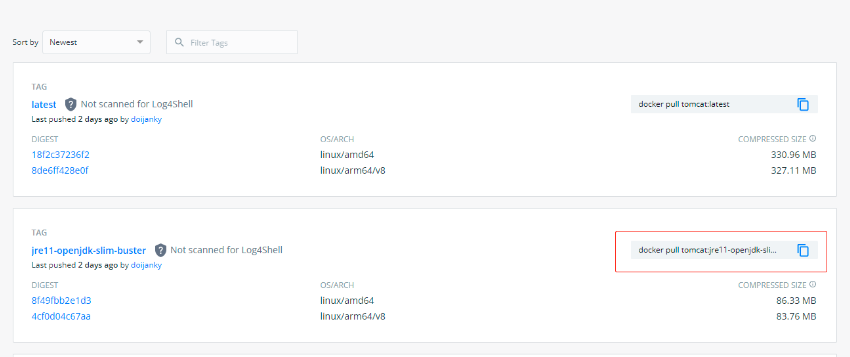 Sort by Newest Filter Tags
TAG
latest Not scanned for Log4Shell docker pull tomcat:latest
Last pushed 2 days ago by doijanky
DIGEST OS/ARCH COMPRESSED SIZE
18f2c37236f2 linux/amd64 330.96 MB
8de6ff428e0f linux/arm64/v8 327.11 MB
TAG
jre11-openjdk-slim-buster Not scanned for Log4Shell docker pull tomcat:jre11-openjdk-sli...
Last pushed 2 days ago by doijanky
DIGEST OS/ARCH COMPRESSED SIZE
8f49fbb2e1d3 linux/amd64 86.33 MB
4cf0d04c67aa linux/arm64/v8 83.76 MB